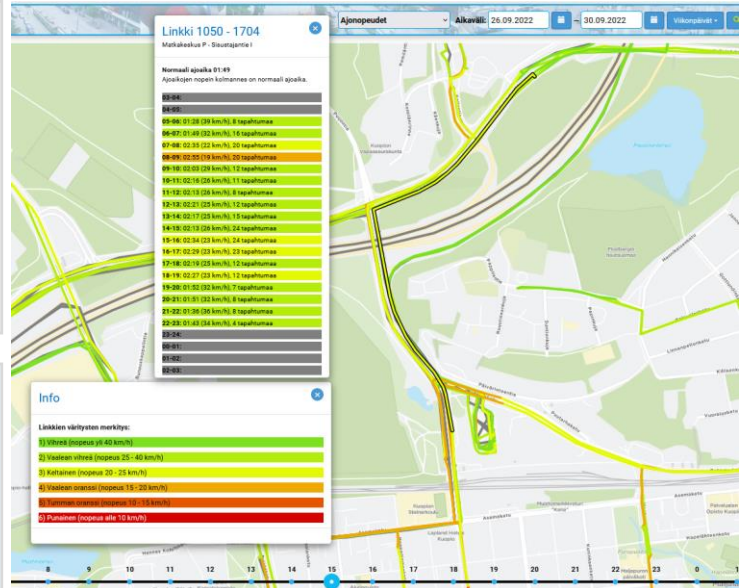 Ajonopeudet
Aikaväli: 26.09.2022 – 30.09.2022
Viikonpäivät
Linkki 1050 - 1704
Matkakeskus P - Sisustajantie I
Normaali ajoaika 01:49
Ajoaikojen nopein kolmannes on normaali ajoaika.
03-04:
04-05:
05-06: 01:28 (39 km/h), 8 tapahtumaa
06-07: 01:49 (32 km/h), 16 tapahtumaa
07-08: 02:35 (22 km/h), 20 tapahtumaa
08-09: 02:55 (19 km/h), 20 tapahtumaa
09-10: 02:03 (29 km/h), 12 tapahtumaa
10-11: 02:16 (26 km/h), 11 tapahtumaa
11-12: 02:13 (26 km/h), 8 tapahtumaa
12-13: 02:21 (25 km/h), 12 tapahtumaa
13-14: 02:17 (25 km/h), 15 tapahtumaa
14-15: 02:13 (26 km/h), 24 tapahtumaa
15-16: 02:34 (23 km/h), 24 tapahtumaa
16-17: 02:29 (23 km/h), 23 tapahtumaa
17-18: 02:19 (25 km/h), 12 tapahtumaa
18-19: 02:27 (23 km/h), 12 tapahtumaa
19-20: 01:52 (32 km/h), 7 tapahtumaa
20-21: 01:51 (32 km/h), 8 tapahtumaa
21-22: 01:36 (36 km/h), 8 tapahtumaa
22-23: 01:43 (34 km/h), 4 tapahtumaa
23-24:
00-01:
01-02:
02-03:
Info
Linkkien väritysten merkitys:
1) Vihreä (nopeus yli 40 km/h)
2) Vaalean vihreä (nopeus 25 - 40 km/h)
3) Keltainen (nopeus 20 - 25 km/h)
4) Vaalean oranssi (nopeus 15 - 20 km/h)
5) Tumman oranssi (nopeus 10 - 15 km/h)
6) Punainen (nopeus alle 10 km/h)
Päivärinteentie
Puijonlaaksontie
Asemakatu
Asemakatu
8 9 10 11 12 13 14 15 16 17 18 19 20 21 22 23 0